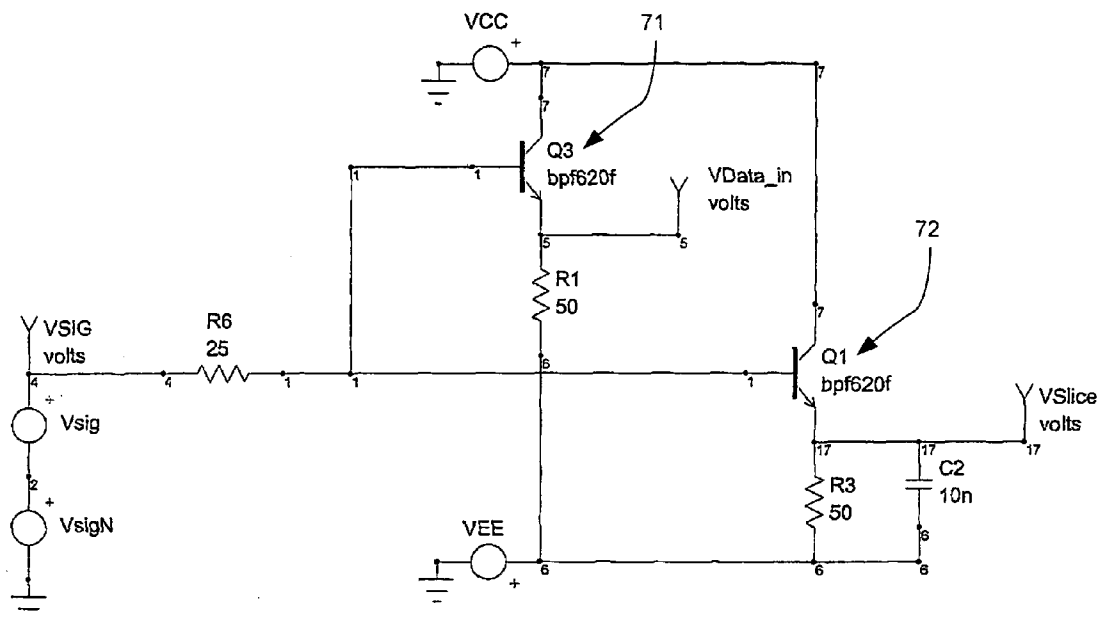 VCC
+
71
7
7
7
Q3
bpf620f
1
1
VData_in
volts
5
5
72
R1
50
7
VSIG
volts
R6
25
6
Q1
bpf620f
4
4
1
1
1
+
Vsig
VSlice
volts
17
17
17
2
+
VsigN
R3
50
C2
10n
VEE
6
+
6
6
6